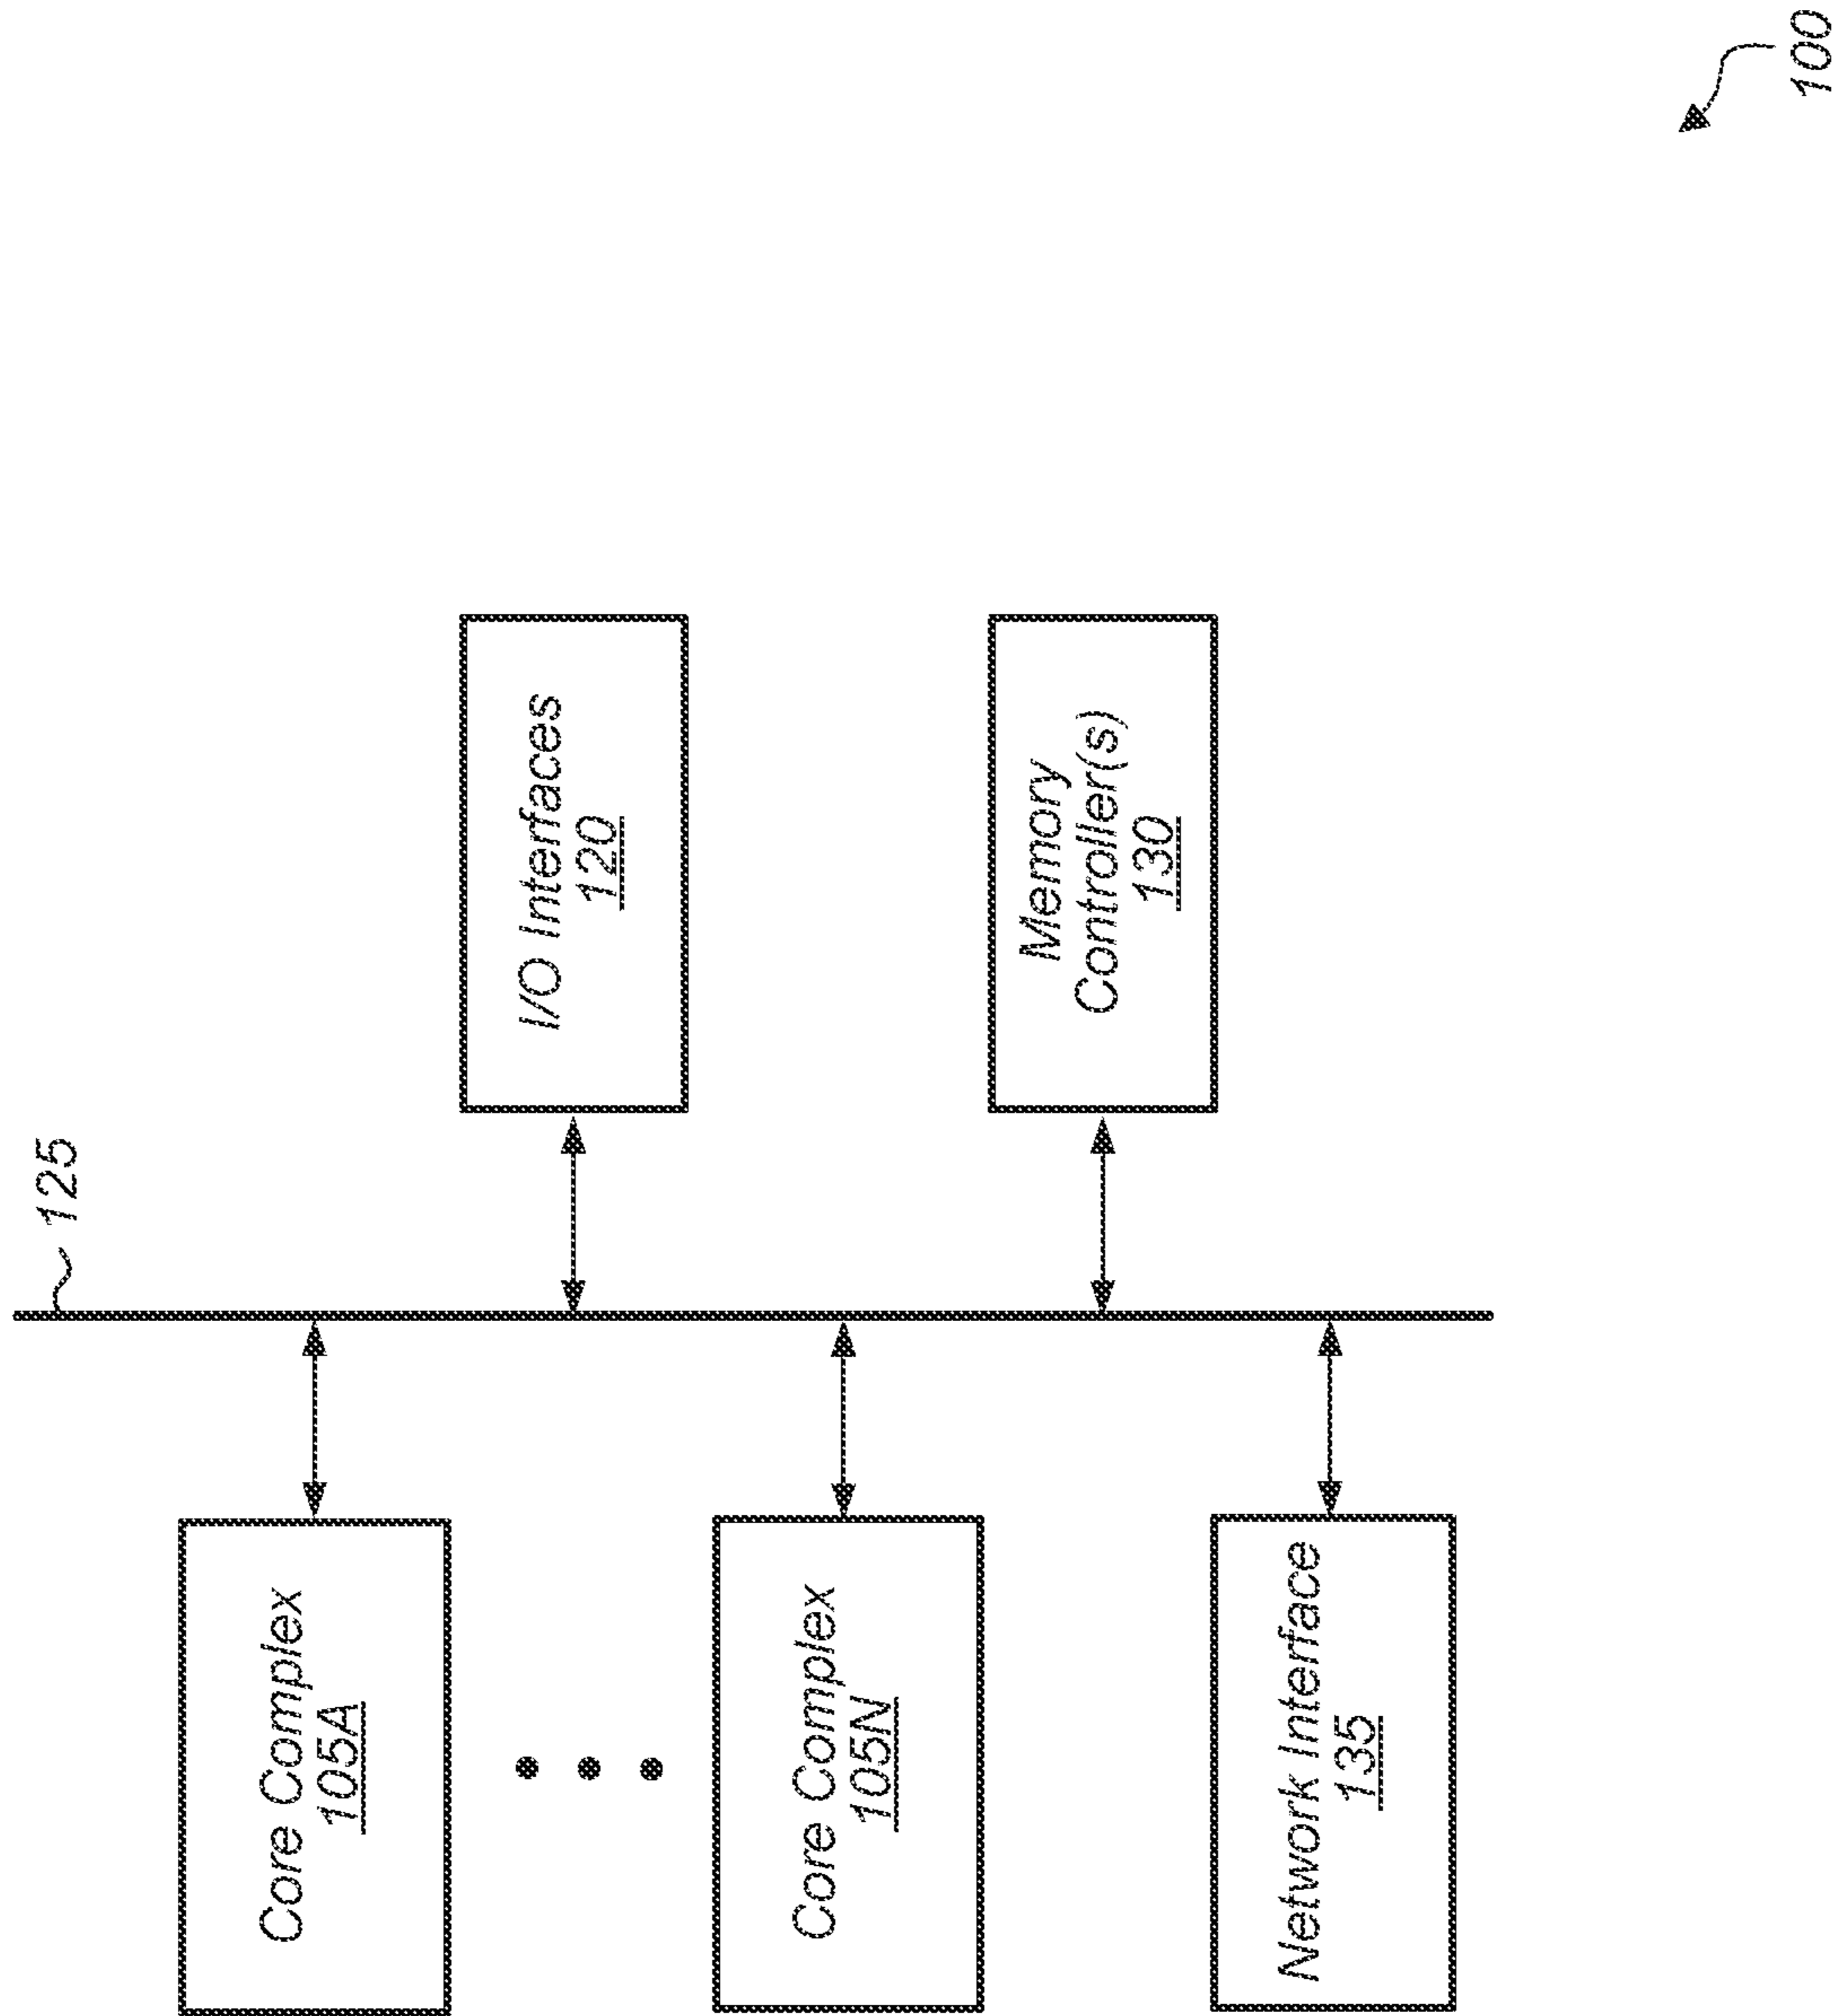 125
Core Complex
105A
I/O Interfaces
120
Core Complex
105N
Memory
Controller(s)
130
Network Interface
135
100